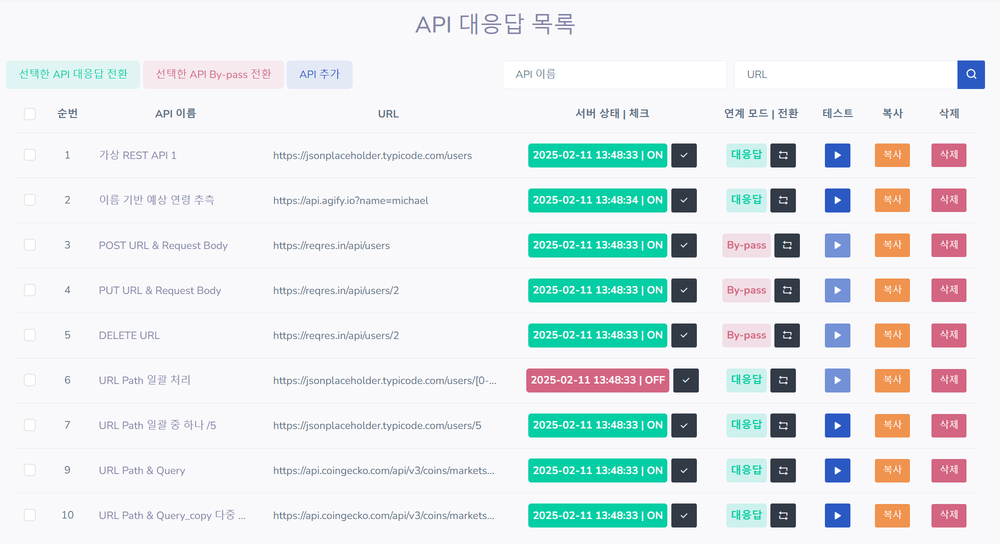 API 대응답 목록
선택한 API 대응답 전환 선택한 API By-pass 전환 API 추가 API 이름 URL
순번 API 이름 URL 서버 상태 | 체크 연계 모드 | 전환 테스트 복사 삭제
1 가상 REST API 1 https://jsonplaceholder.typicode.com/users 2025-02-11 13:48:33 | ON 대응답 복사 삭제
2 이름 기반 예상 연령 추측 https://api.agify.io?name=michael 2025-02-11 13:48:34 | ON 대응답 복사 삭제
3 POST URL & Request Body https://reqres.in/api/users 2025-02-11 13:48:33 | ON By-pass 복사 삭제
4 PUT URL & Request Body https://reqres.in/api/users/2 2025-02-11 13:48:33 | ON By-pass 복사 삭제
5 DELETE URL https://reqres.in/api/users/2 2025-02-11 13:48:33 | ON By-pass 복사 삭제
6 URL Path 일괄 처리 https://jsonplaceholder.typicode.com/users/[0-... 2025-02-11 13:48:33 | OFF 대응답 복사 삭제
7 URL Path 일괄 중 하나 /5 https://jsonplaceholder.typicode.com/users/5 2025-02-11 13:48:33 | ON 대응답 복사 삭제
9 URL Path & Query https://api.coingecko.com/api/v3/coins/markets... 2025-02-11 13:48:33 | ON 대응답 복사 삭제
10 URL Path & Query_copy 다중 ... https://api.coingecko.com/api/v3/coins/markets... 2025-02-11 13:48:33 | ON 대응답 복사 삭제